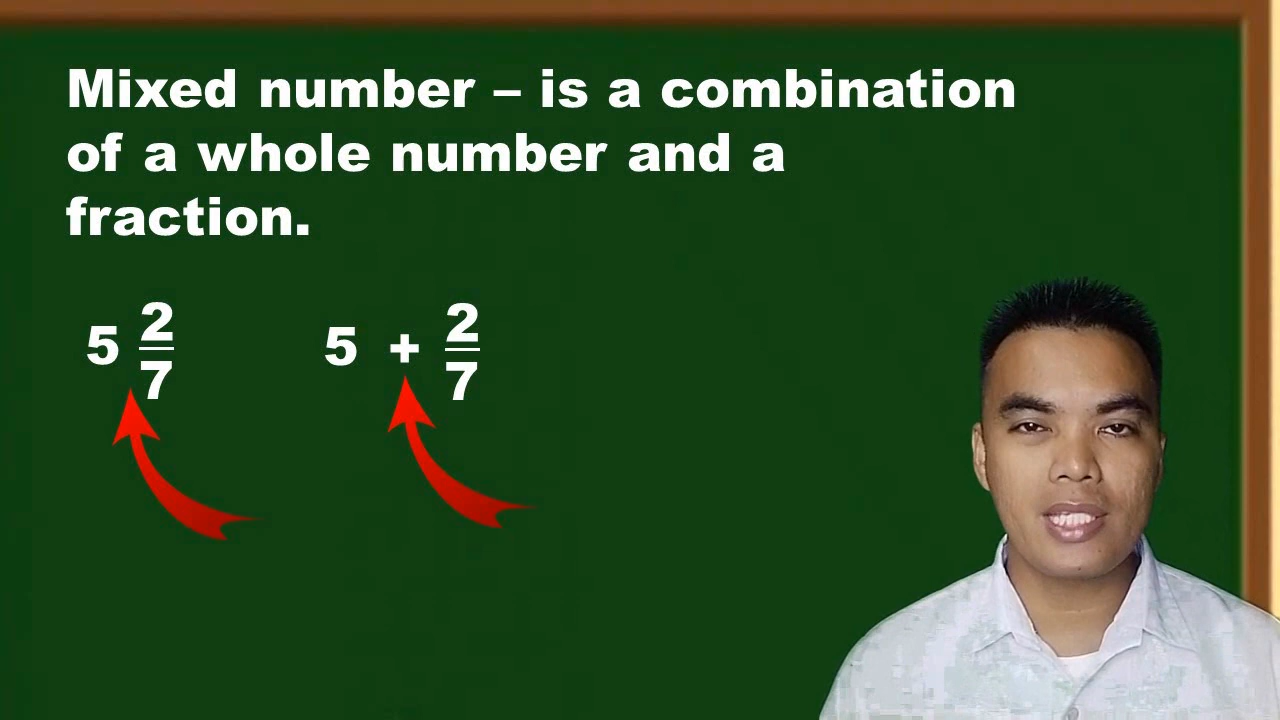 Mixed number – is a combination
of a whole number and a
fraction.
5 2/7 5 + 2/7